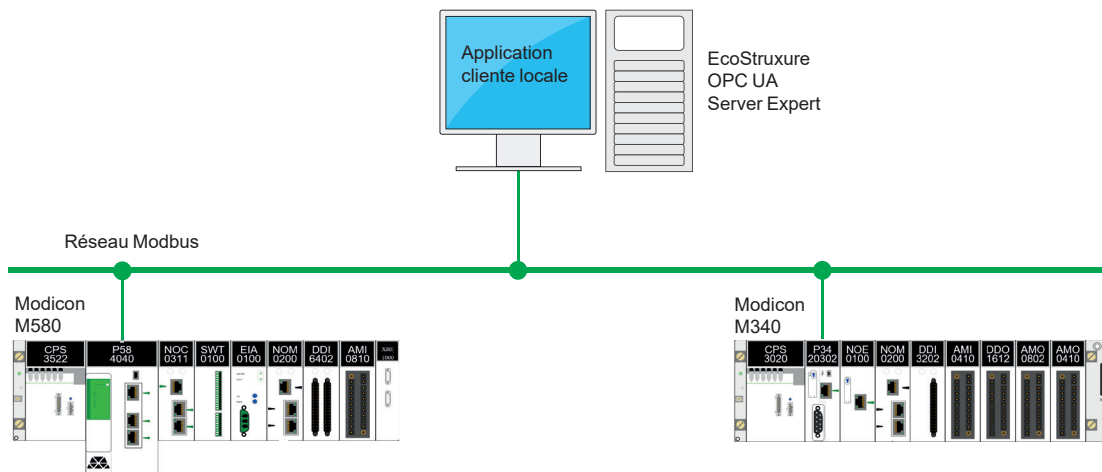 Application
cliente locale
EcoStruxure
OPC UA
Server Expert
Réseau Modbus
Modicon
M580
CPS
3522
P58
4040
NOC
0311
SWT
0100
EIA
0100
NOM
0200
DDI
6402
AMI
0810
XBE
1000
Modicon
M340
CPS
3020
P34
20302
NOE
0100
NOM
0200
DDI
3202
AMI
0410
DDO
1612
AMO
0802
AMO
0410